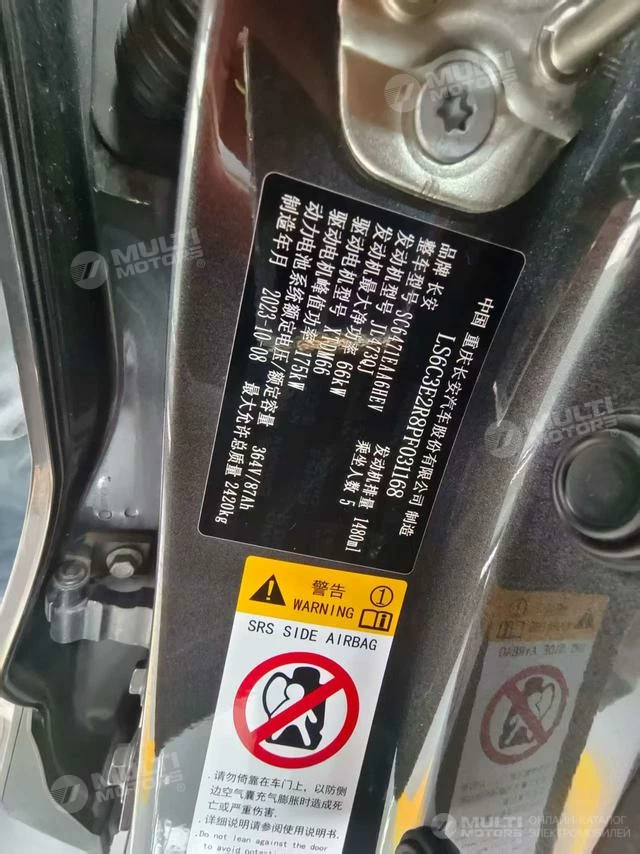 中国 重庆长安汽车股份有限公司 制造
LS6C3E2R8PF031168
品牌 长安
整车型号 乘坐人数 5
发动机型号 JL473QJ 发动机排量 1480ml
发动机最大净功率 66kW
驱动电机型号 XTDM66
驱动电机峰值功率 175kW
动力电池系统额定电压/额定容量 364V/87Ah
制造年月 2023-10-08 最大允许总质量 2420kg
警告
WARNING
SRS SIDE AIRBAG
.请勿倚靠在车门上,以防侧
边空气囊充气膨胀时造成死
亡或严重伤害.
.详细说明请参阅使用说明书.
.Do not lean against the door
to avoid
MULTI MOTORS
ОНЛАЙН-КАТАЛОГ
ЭЛЕКТРОМОБИЛЕЙ